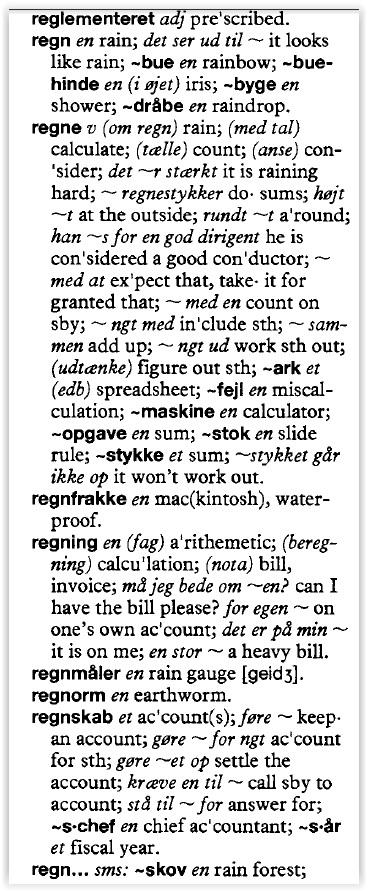 reglementeret adj pre'scribed.
regn en rain; det ser ud til ~ it looks
like rain; ~bue en rainbow; ~bue-
hinde en (i øjet) iris; ~byge en
shower; ~dråbe en raindrop.
regne v (om regn) rain; (med tal)
calculate; (tælle) count; (anse) con-
'sider; det ~r stærkt it is raining
hard; ~ regnestykker do· sums; højt
~t at the outside; rundt ~t a'round;
han ~s for en god dirigent he is
con'sidered a good con'ductor; ~
med at ex'pect that, take· it for
granted that; ~ med en count on
sby; ~ ngt med in'clude sth; ~ sam-
men add up; ~ ngt ud work sth out;
(udtænke) figure out sth; ~ark et
(edb) spreadsheet; ~fejl en miscal-
culation; ~maskine en calculator;
~opgave en sum; ~stok en slide
rule; ~stykke et sum; ~stykket går
ikke op it won't work out.
regnfrakke en mac(kintosh), water-
proof.
regning en (fag) a'rithemetic; (bereg-
ning) calcu'lation; (nota) bill,
invoice; må jeg bede om ~en? can I
have the bill please? for egen ~ on
one's own ac'count; det er på min ~
it is on me; en stor ~ a heavy bill.
regnmåler en rain gauge [geidʒ].
regnorm en earthworm.
regnskab et ac'count(s); føre ~ keep·
an account; gøre ~ for ngt ac'count
for sth; gøre ~et op settle the
account; kræve en til ~ call sby to
account; stå til ~ for answer for;
~s·chef en chief ac'countant; ~s·år
et fiscal year.
regn... sms: ~skov en rain forest;